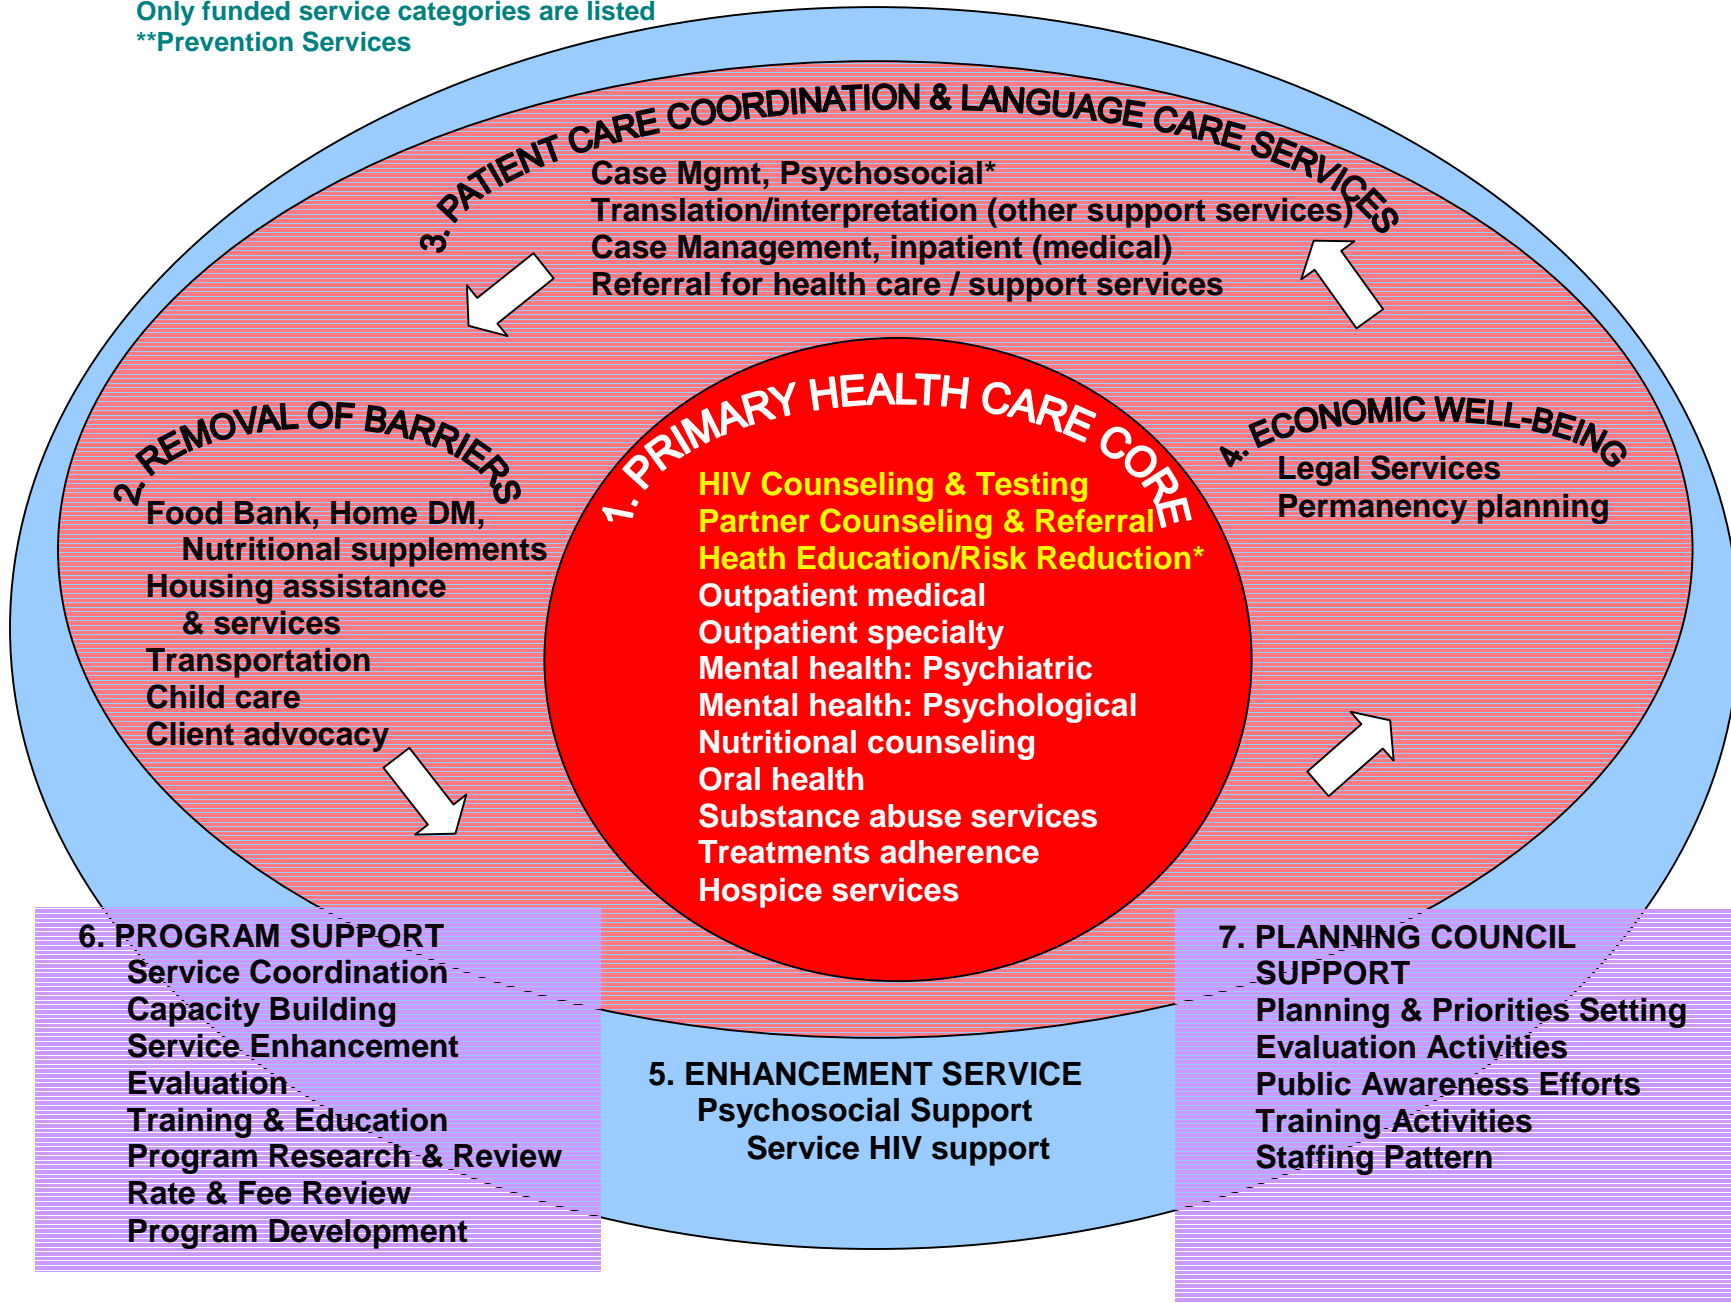 Only funded service categories are listed
**Prevention Services
3. PATIENT CARE COORDINATION & LANGUAGE CARE SERVICES
Case Mgmt, Psychosocial*
Translation/interpretation (other support services)
Case Management, inpatient (medical)
Referral for health care / support services
2. REMOVAL OF BARRIERS
Food Bank, Home DM,
Nutritional supplements
Housing assistance
& services
Transportation
Child care
Client advocacy
1. PRIMARY HEALTH CARE CORE
HIV Counseling & Testing
Partner Counseling & Referral
Heath Education/Risk Reduction*
Outpatient medical
Outpatient specialty
Mental health: Psychiatric
Mental health: Psychological
Nutritional counseling
Oral health
Substance abuse services
Treatments adherence
Hospice services
4. ECONOMIC WELL-BEING
Legal Services
Permanency planning
6. PROGRAM SUPPORT
Service Coordination
Capacity Building
Service Enhancement
Evaluation
Training & Education
Program Research & Review
Rate & Fee Review
Program Development
5. ENHANCEMENT SERVICE
Psychosocial Support
Service HIV support
7. PLANNING COUNCIL
SUPPORT
Planning & Priorities Setting
Evaluation Activities
Public Awareness Efforts
Training Activities
Staffing Pattern